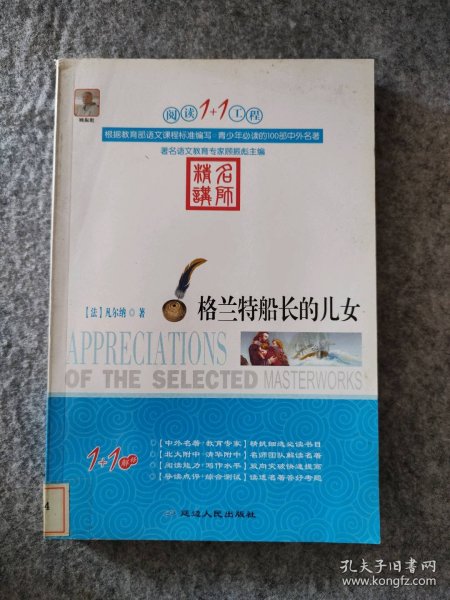 阅读1+1工程
根据教育部语文课程标准编写·青少年必读的100部中外名著
著名语文教育专家顾振彪主编
名师
精講
【法】凡尔纳 ◎ 著
格兰特船长的儿女
APPRECIATIONS
OF THE SELECTED MASTERWORKS
1+1
◎【中外名著·教育专家】精挑细选必读书目
◎【北大附中·清华附中】名师团队解读名著
◎【阅读能力·写作水平】双向突破快速提高
◎【导读点评·综合测试】读透名著答好考题
延边人民出版社
4
孔夫子旧书网
www.kongfz.com